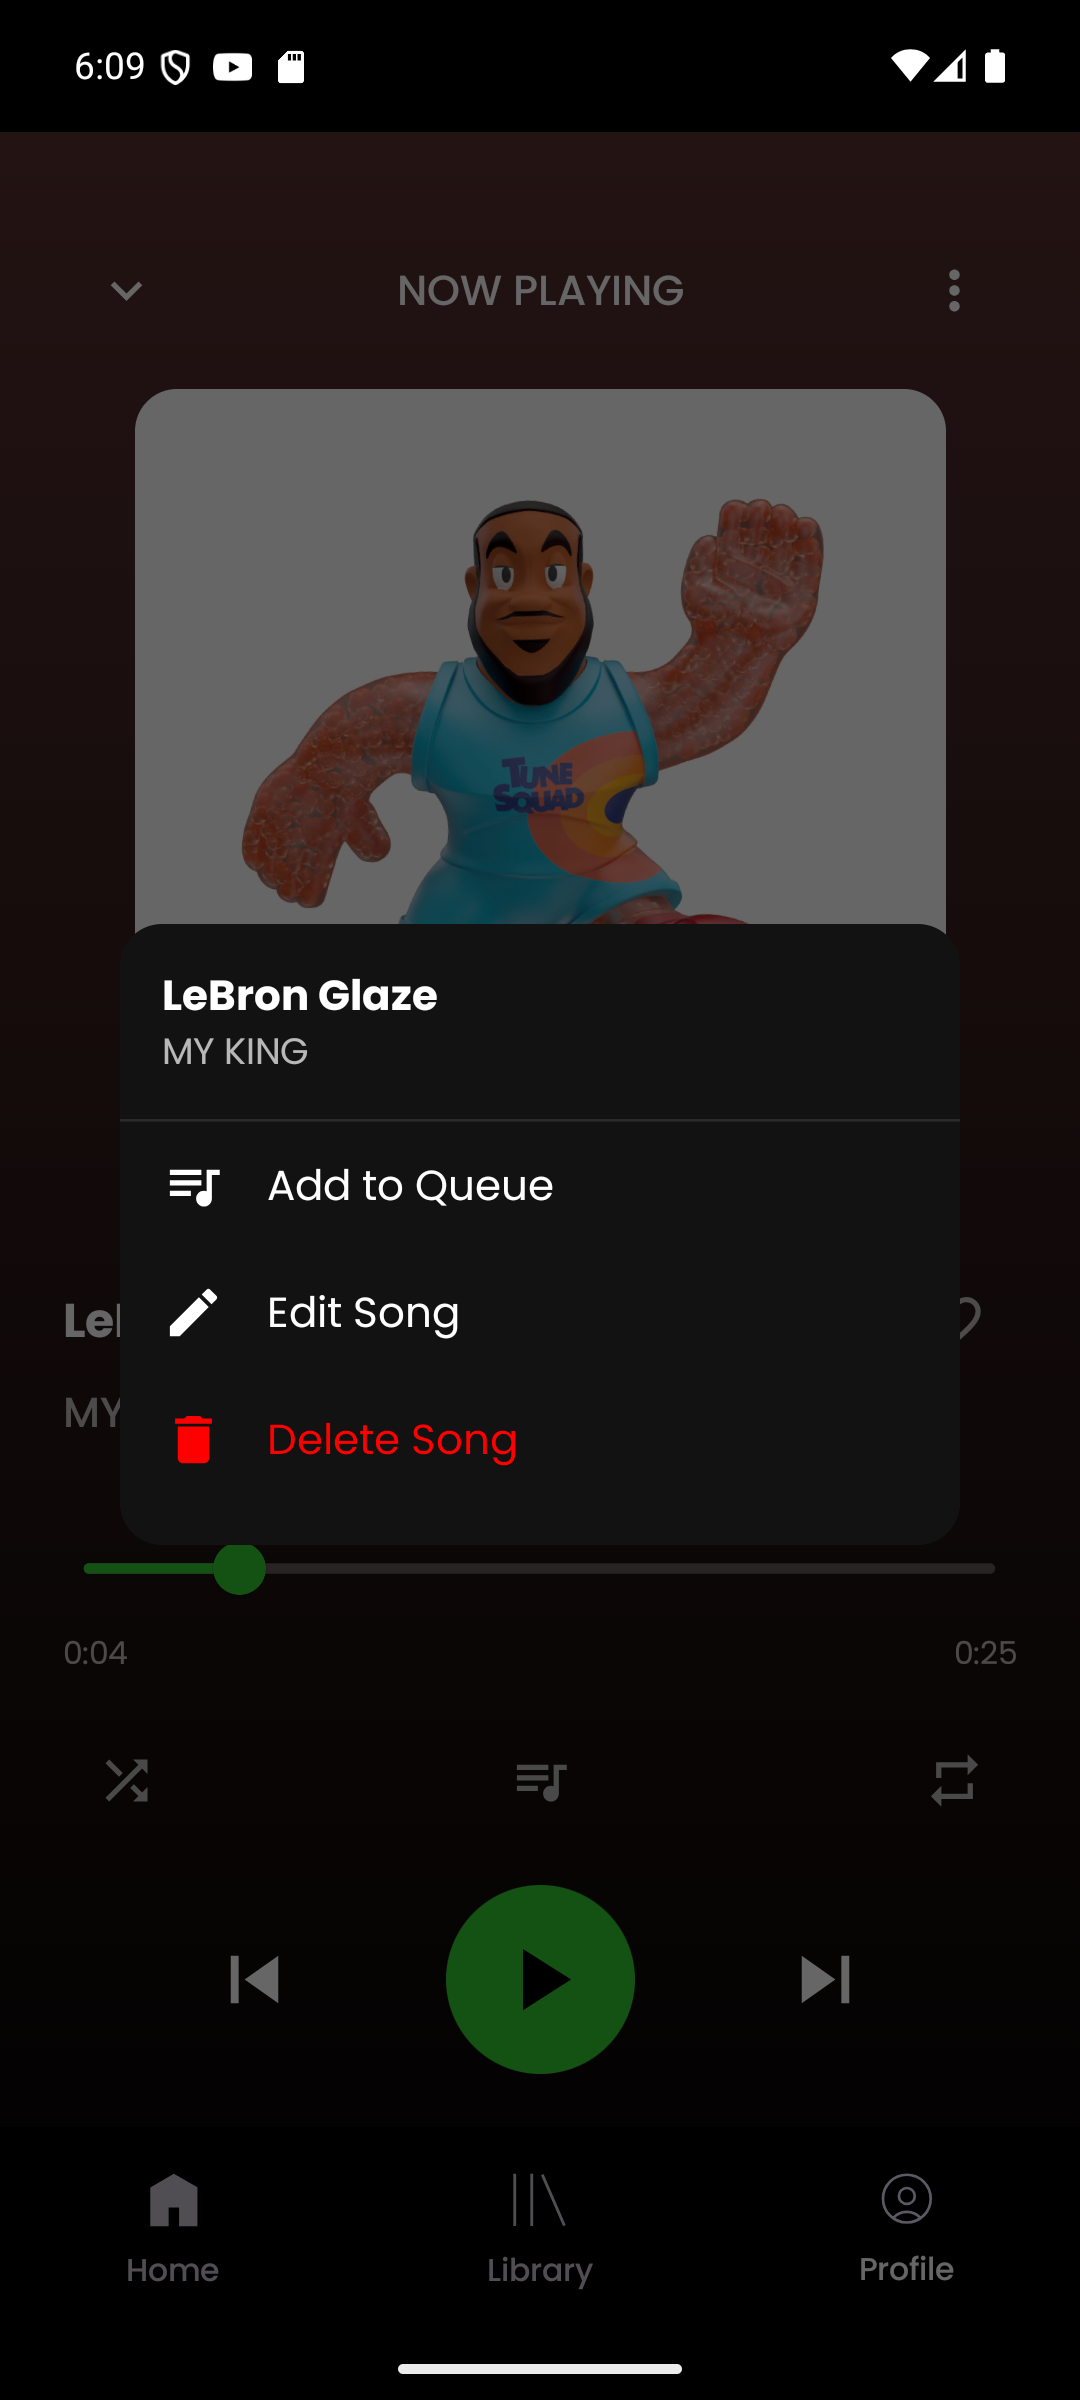 6:09
NOW PLAYING
TUNE
SQUAD
LeBron Glaze
MY KING
Add to Queue
Edit Song
Delete Song
MY
0:04
0:25
Home
Library
Profile